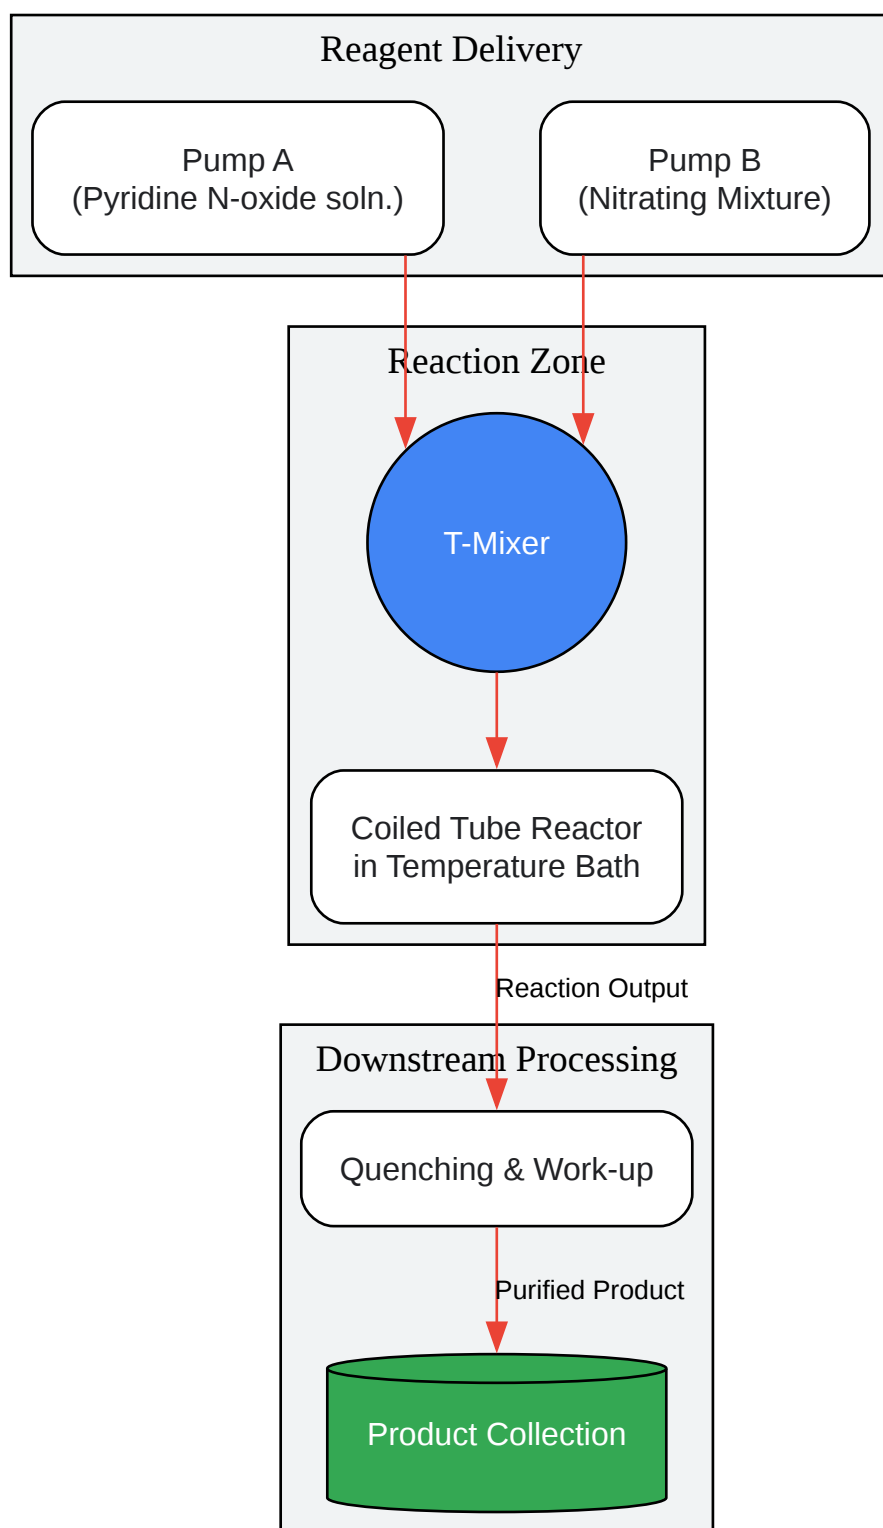 Reagent Delivery
Pump A
(Pyridine N-oxide soln.)
Pump B
(Nitrating Mixture)
Reaction Zone
T-Mixer
Coiled Tube Reactor
in Temperature Bath
Reaction Output
Downstream Processing
Quenching & Work-up
Purified Product
Product Collection